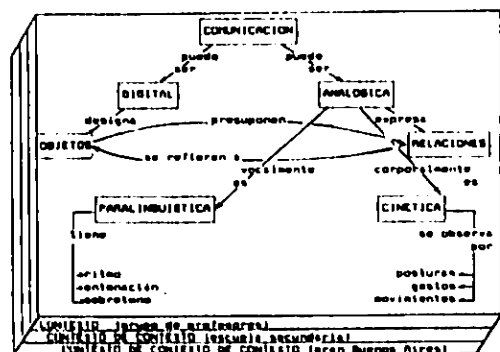 COMUNICACION
puede ser
puede ser
DIGITAL
ANALOGICA
designa
presuponen
expresa
OBJETOS
RELACIONES
se refieren a
vocalmente es
corporalmente es
PARALINGUISTICA
CINETICA
tiene
se observa por
ritmo
entonación
sobretono
posturas
gestos
movimientos
CONTEXTO (grupo de profesores)
CONTEXTO DE CONTEXTO (escuela secundaria)
CONTEXTO DE CONTEXTO DE CONTEXTO (gran Buenos Aires)